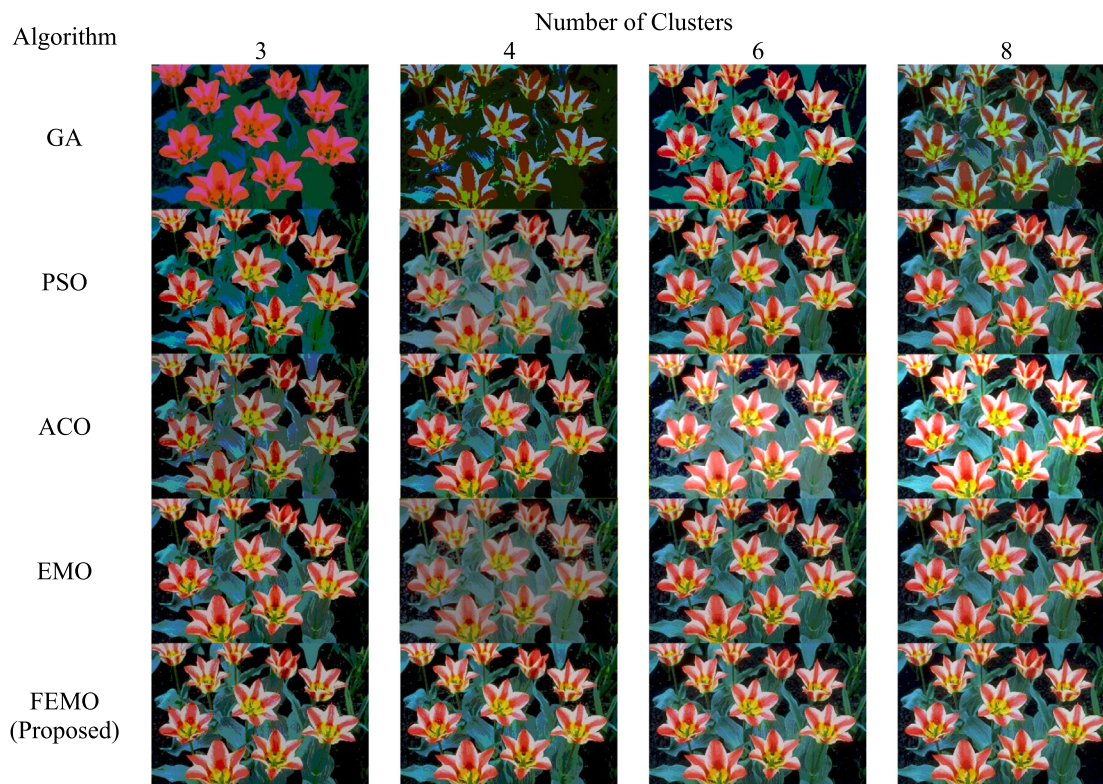 Number of Clusters
Algorithm
3 4 6 8
GA
PSO
ACO
EMO
FEMO
(Proposed)